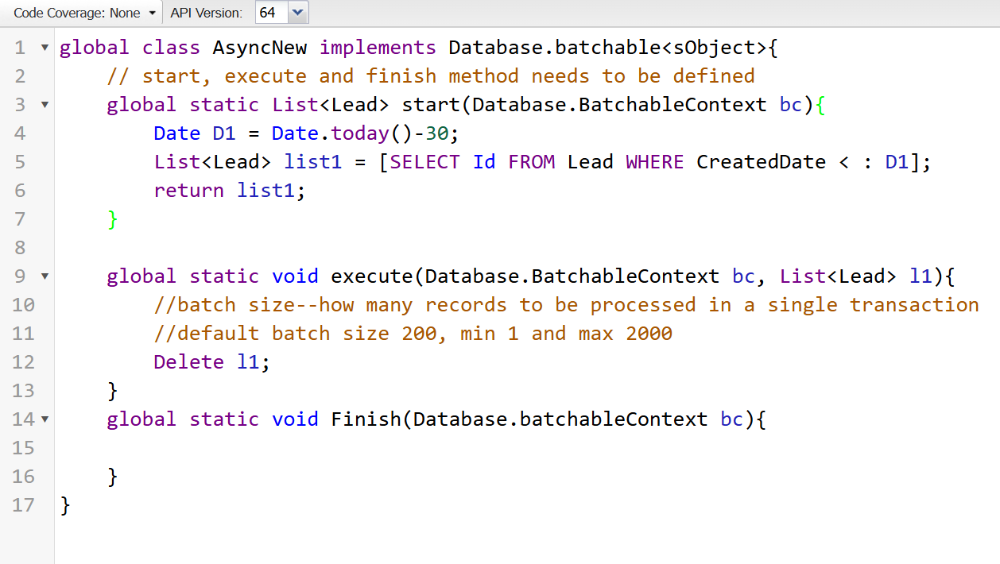 Code Coverage: None API Version: 64
1 global class AsyncNew implements Database.batchable<sObject>{
2 // start, execute and finish method needs to be defined
3 global static List<Lead> start(Database.BatchableContext bc){
4 Date D1 = Date.today()-30;
5 List<Lead> list1 = [SELECT Id FROM Lead WHERE CreatedDate < : D1];
6 return list1;
7 }
8
9 global static void execute(Database.BatchableContext bc, List<Lead> l1){
10 //batch size--how many records to be processed in a single transaction
11 //default batch size 200, min 1 and max 2000
12 Delete l1;
13 }
14 global static void Finish(Database.batchableContext bc){
15
16 }
17 }